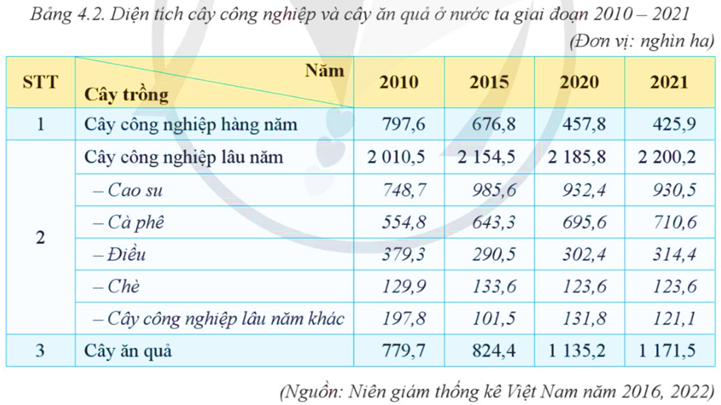 Bảng 4.2. Diện tích cây công nghiệp và cây ăn quả ở nước ta giai đoạn 2010 – 2021
(Đơn vị: nghìn ha)
STT Năm Cây trồng 2010 2015 2020 2021
1 Cây công nghiệp hàng năm 797,6 676,8 457,8 425,9
2 Cây công nghiệp lâu năm 2 010,5 2 154,5 2 185,8 2 200,2
– Cao su 748,7 985,6 932,4 930,5
– Cà phê 554,8 643,3 695,6 710,6
– Điều 379,3 290,5 302,4 314,4
– Chè 129,9 133,6 123,6 123,6
– Cây công nghiệp lâu năm khác 197,8 101,5 131,8 121,1
3 Cây ăn quả 779,7 824,4 1 135,2 1 171,5
(Nguồn: Niên giám thống kê Việt Nam năm 2016, 2022)